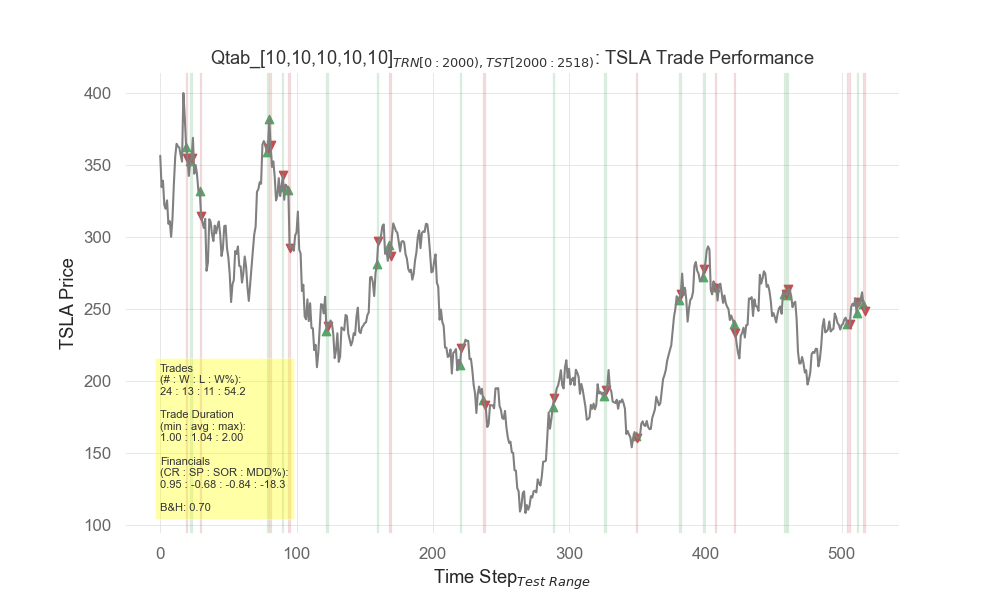 Qtab_[10,10,10,10,10]TRN[0 : 2000), TST[2000 : 2518): TSLA Trade Performance
TSLA Price
400
350
300
250
200
150
100
Trades
(# : W : L : W%):
24 : 13 : 11 : 54.2
Trade Duration
(min : avg : max):
1.00 : 1.04 : 2.00
Financials
(CR : SP : SOR : MDD%):
0.95 : -0.68 : -0.84 : -18.3
B&H: 0.70
0 100 200 300 400 500
Time StepTest Range